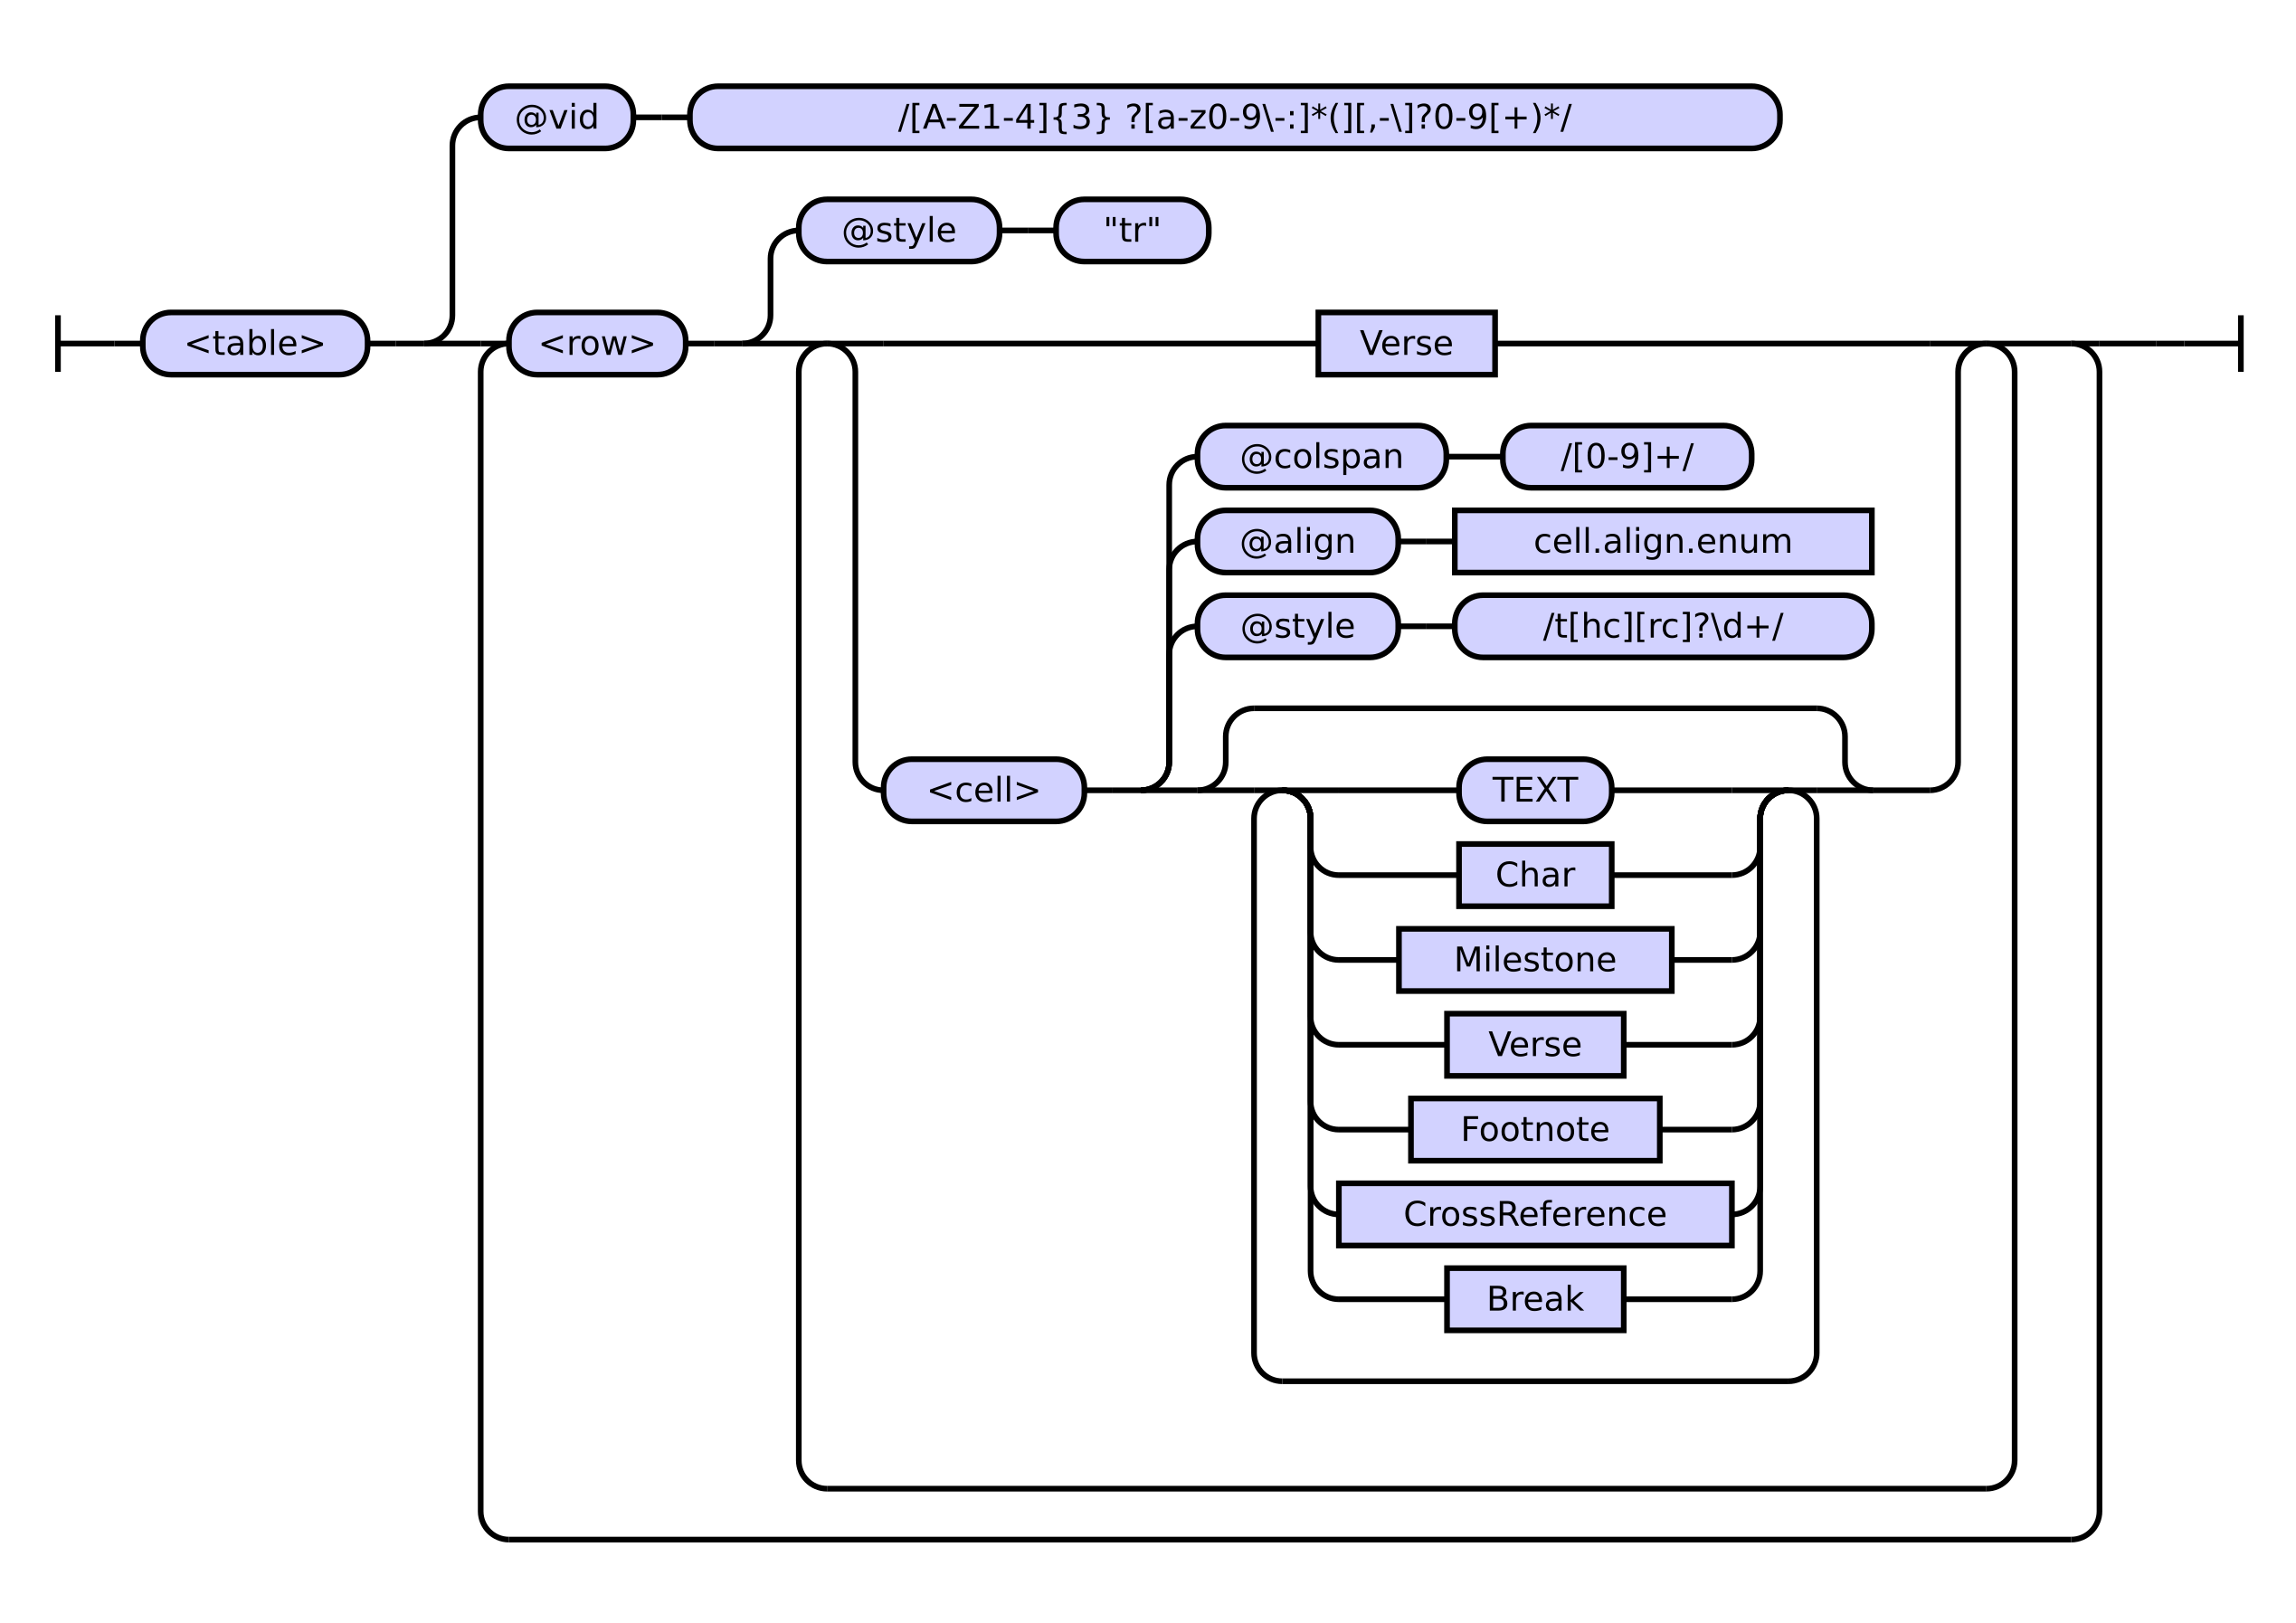 @vid
/[A-Z1-4]{3} ?[a-z0-9\-:]*(][,-\]?0-9[+)*/
@style
"tr"
<table>
<row>
Verse
@colspan
/[0-9]+/
@align
cell.align.enum
@style
/t[hc][rc]?\d+/
<cell>
TEXT
Char
Milestone
Verse
Footnote
CrossReference
Break